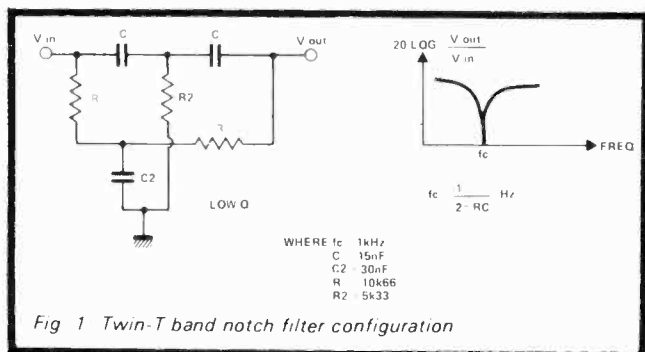 V in
C
C
V out
R
R2
R
C2
LOW Q
20 LOG V out
V in
FREQ
fc
fc 1 Hz
2 RC
WHERE fc 1kHz
C 15nF
C2 30nF
R 10k66
R2 5k33
Fig 1 Twin-T band notch filter configuration